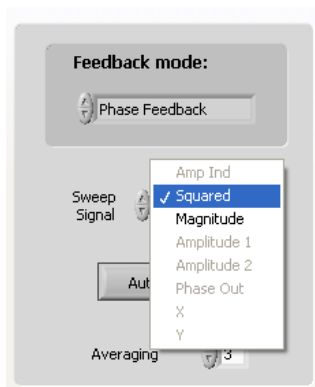 Feedback mode:
Phase Feedback
Amp Ind
Sweep
Signal
✓ Squared
Magnitude
Amplitude 1
Amplitude 2
Phase Out
X
Y
Aut
Averaging
3